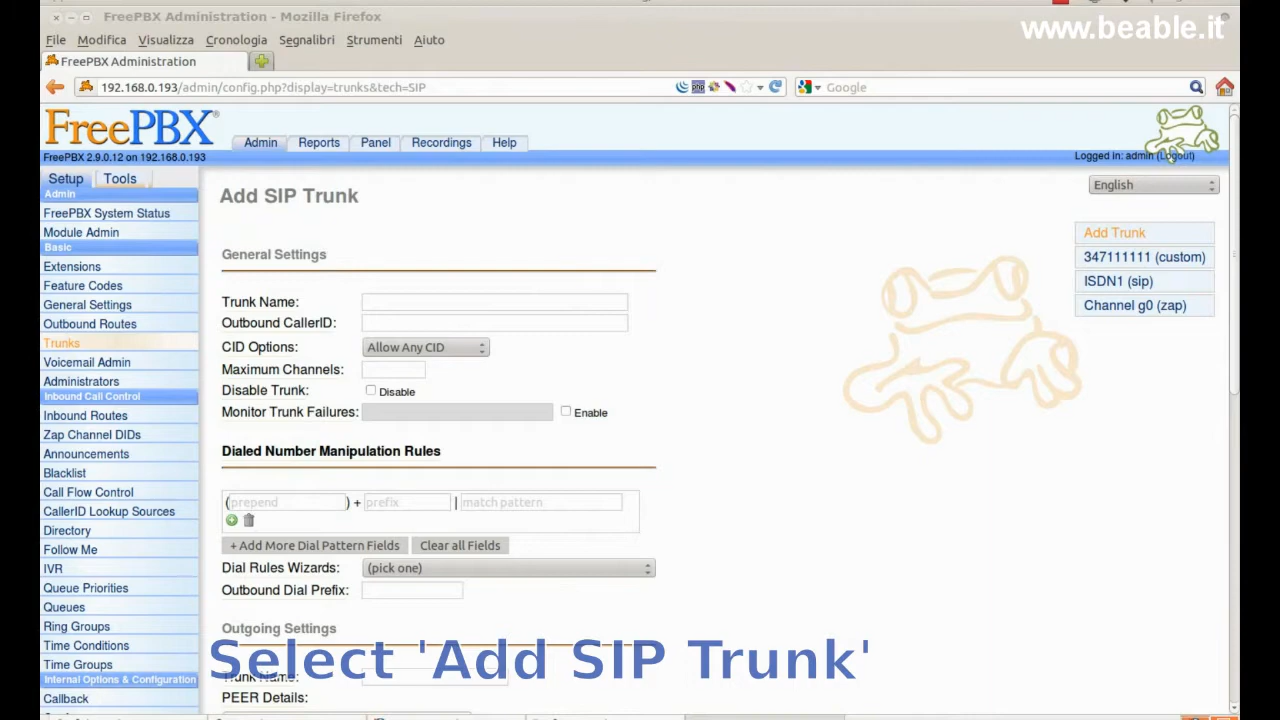 FreePBX Administration - Mozilla Firefox
www.beable.it
File Modifica Visualizza Cronologia Segnalibri Strumenti Aiuto
FreePBX Administration
192.168.0.193/admin/config.php?display=trunks&tech=SIP
php
Google
FreePBX®
Admin Reports Panel Recordings Help
FreePBX 2.9.0.12 on 192.168.0.193
Logged in: admin (Logout)
Setup Tools
English
Admin
FreePBX System Status
Module Admin
Basic
Extensions
Feature Codes
General Settings
Outbound Routes
Trunks
Voicemail Admin
Administrators
Inbound Call Control
Inbound Routes
Zap Channel DIDs
Announcements
Blacklist
Call Flow Control
CallerID Lookup Sources
Directory
Follow Me
IVR
Queue Priorities
Queues
Ring Groups
Time Conditions
Time Groups
Internal Options & Configuration
Callback
Add SIP Trunk
General Settings
Trunk Name:
Outbound CallerID:
CID Options: Allow Any CID
Maximum Channels:
Disable Trunk: Disable
Monitor Trunk Failures: Enable
Dialed Number Manipulation Rules
(prepend) + prefix | match pattern
+ Add More Dial Pattern Fields Clear all Fields
Dial Rules Wizards: (pick one)
Outbound Dial Prefix:
Outgoing Settings
Trunk Name:
PEER Details:
Add Trunk
347111111 (custom)
ISDN1 (sip)
Channel g0 (zap)
Select 'Add SIP Trunk'